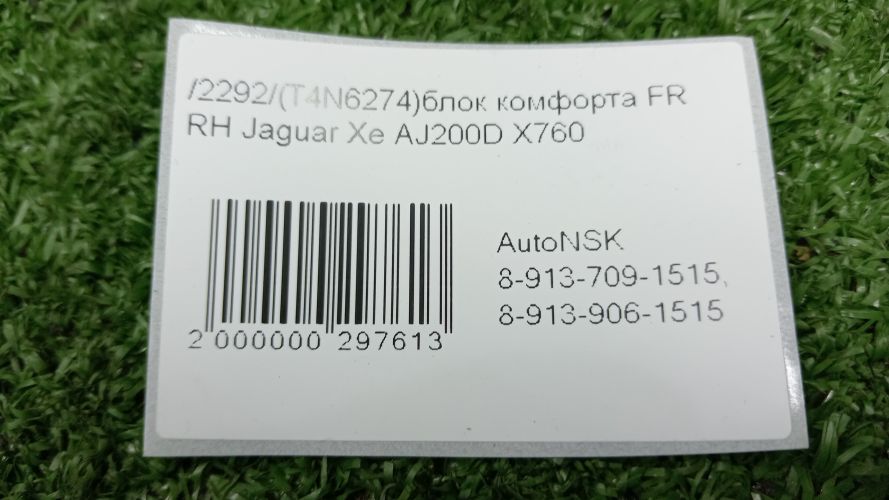 /2292/(T4N6274)блок комфорта FR
RH Jaguar Xe AJ200D X760
AutoNSK
8-913-709-1515,
8-913-906-1515
2 000000 297613